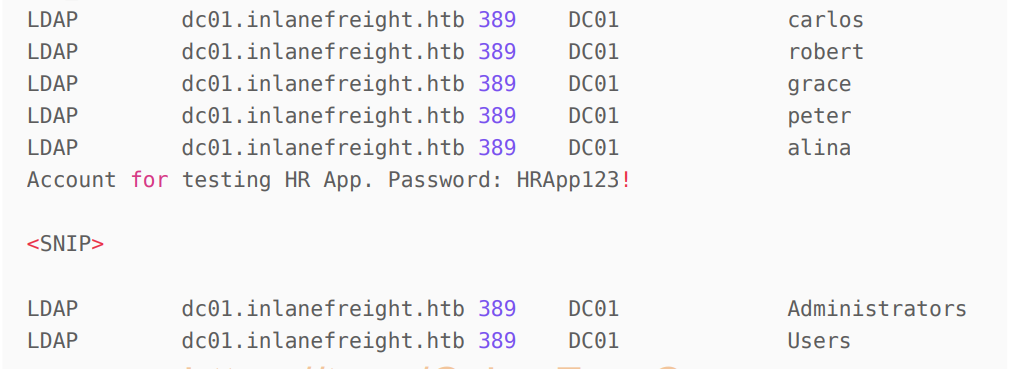 LDAP dc01.inlanefreight.htb 389 DC01 carlos
LDAP dc01.inlanefreight.htb 389 DC01 robert
LDAP dc01.inlanefreight.htb 389 DC01 grace
LDAP dc01.inlanefreight.htb 389 DC01 peter
LDAP dc01.inlanefreight.htb 389 DC01 alina
Account for testing HR App. Password: HRApp123!
<SNIP>
LDAP dc01.inlanefreight.htb 389 DC01 Administrators
LDAP dc01.inlanefreight.htb 389 DC01 Users